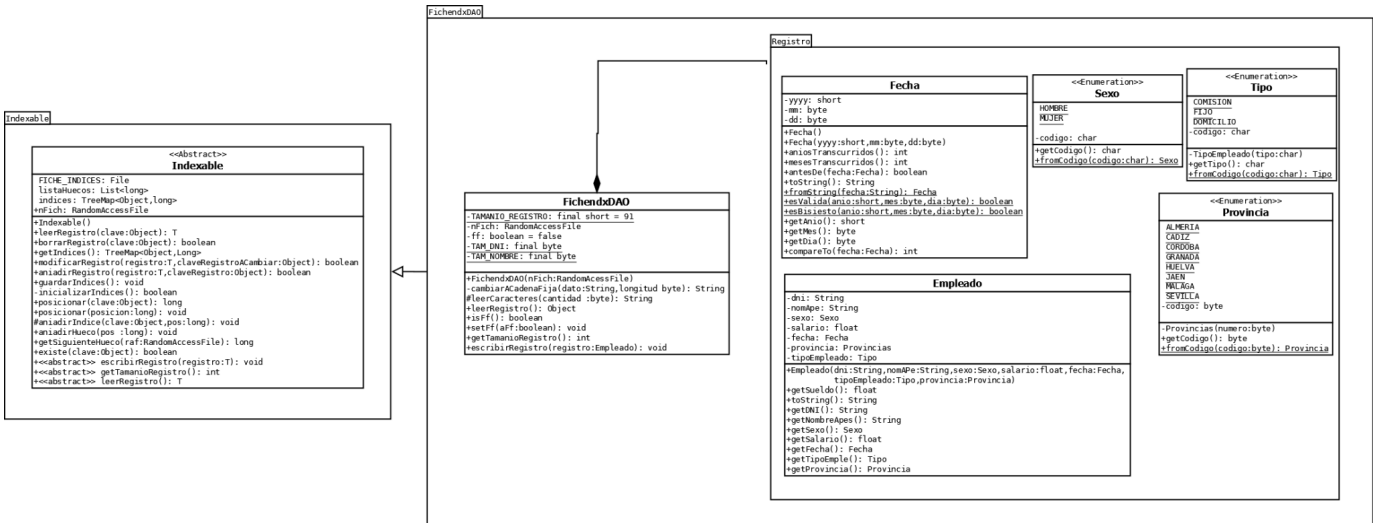 FichendxDAO
Registro
Indexable
<<Abstract>>
Indexable
FICHE_INDICES: File
listaHuecos: List<long>
indices: TreeMap<Object,long>
+nFich: RandomAccessFile
+Indexable()
+leerRegistro(clave:Object): T
+borrarRegistro(clave:Object): boolean
+getIndices(): TreeMap<Object,Long>
+modificarRegistro(registro:T,claveRegistroACambiar:Object): boolean
+aniadirRegistro(registro:T,claveRegistro:Object): boolean
+guardarIndices(): void
-inicializarIndices(): boolean
+posicionar(clave:Object): long
+posicionar(posicion:long): void
#aniadirIndice(clave:Object,pos:long): void
+aniadirHueco(pos :long): void
+getSiguienteHueco(raf:RandomAccessFile): long
+existe(clave:Object): boolean
+<<abstract>> escribirRegistro(registro:T): void
+<<abstract>> getTamanioRegistro(): int
+<<abstract>> leerRegistro(): T
FichendxDAO
-TAMANIO_REGISTRO: final short = 91
-nFich: RandomAccessFile
-ff: boolean = false
-TAM_DNI: final byte
-TAM_NOMBRE: final byte
+FichendxDAO(nFich:RandomAcessFile)
-cambiarACadenaFija(dato:String,longitud byte): String
#leerCaracteres(cantidad :byte): String
+leerRegistro(): Object
+isFf(): boolean
+setFf(aFf:boolean): void
+getTamanioRegistro(): int
+escribirRegistro(registro:Empleado): void
Fecha
-yyyy: short
-mm: byte
-dd: byte
+Fecha()
+Fecha(yyyy:short,mm:byte,dd:byte)
+aniosTranscurridos(): int
+mesesTranscurridos(): int
+antesDe(fecha:Fecha): boolean
+toString(): String
+fromString(fecha:String): Fecha
+esValida(anio:short,mes:byte,dia:byte): boolean
+esBisiesto(anio:short,mes:byte,dia:byte): boolean
+getAnio(): short
+getMes(): byte
+getDia(): byte
+compareTo(fecha:Fecha): int
<<Enumeration>>
Sexo
HOMBRE
MUJER
-codigo: char
+getCodigo(): char
+fromCodigo(codigo:char): Sexo
<<Enumeration>>
Tipo
COMISION
FIJO
DOMICILIO
-codigo: char
-TipoEmpleado(tipo:char)
+getTipo(): char
+fromCodigo(codigo:char): Tipo
<<Enumeration>>
Provincia
ALMERIA
CADIZ
CORDOBA
GRANADA
HUELVA
JAEN
MALAGA
SEVILLA
-codigo: byte
-Provincias(numero:byte)
+getCodigo(): byte
+fromCodigo(codigo:byte): Provincia
Empleado
-dni: String
-nomApe: String
-sexo: Sexo
-salario: float
-fecha: Fecha
-provincia: Provincias
-tipoEmpleado: Tipo
+Empleado(dni:String,nomAPe:String,sexo:Sexo,salario:float,fecha:Fecha,
tipoEmpleado:Tipo,provincia:Provincia)
+getSueldo(): float
+toString(): String
+getDNI(): String
+getNombreApes(): String
+getSexo(): Sexo
+getSalario(): float
+getFecha(): Fecha
+getTipoEmple(): Tipo
+getProvincia(): Provincia